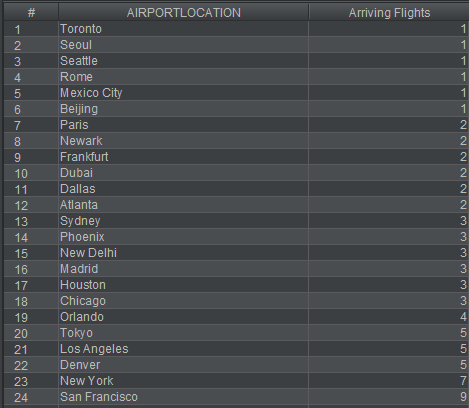 # AIRPORTLOCATION Arriving Flights
1 Toronto 1
2 Seoul 1
3 Seattle 1
4 Rome 1
5 Mexico City 1
6 Beijing 1
7 Paris 2
8 Newark 2
9 Frankfurt 2
10 Dubai 2
11 Dallas 2
12 Atlanta 2
13 Sydney 3
14 Phoenix 3
15 New Delhi 3
16 Madrid 3
17 Houston 3
18 Chicago 3
19 Orlando 4
20 Tokyo 5
21 Los Angeles 5
22 Denver 5
23 New York 7
24 San Francisco 9